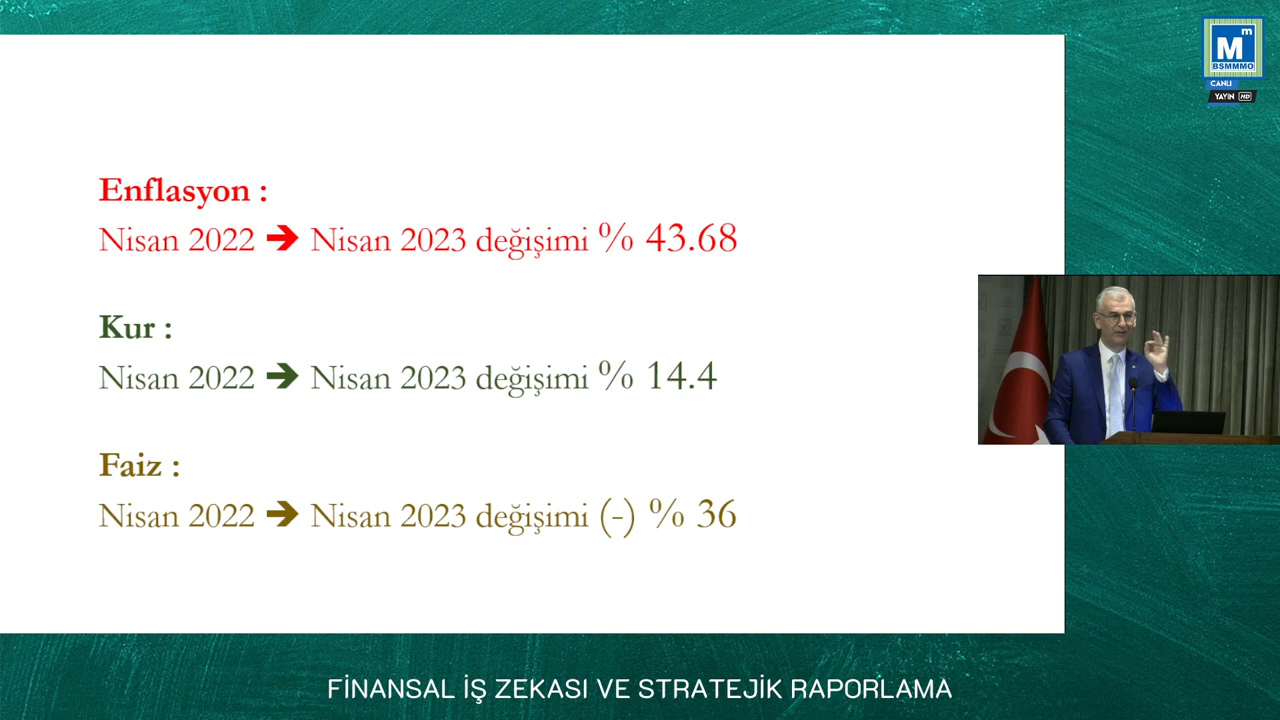 M m
BSMMMO
CANLI
YAYIN HD
Enflasyon :
Nisan 2022 ➔ Nisan 2023 değişimi % 43.68
Kur :
Nisan 2022 ➔ Nisan 2023 değişimi % 14.4
Faiz :
Nisan 2022 ➔ Nisan 2023 değişimi (-) % 36
FİNANSAL İŞ ZEKASI VE STRATEJİK RAPORLAMA